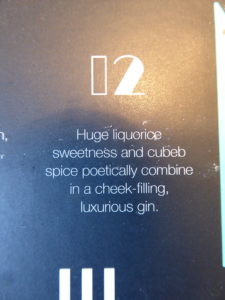 12
Huge liquorice
sweetness and cubeb
spice poetically combine
in a cheek-filling,
luxurious gin.